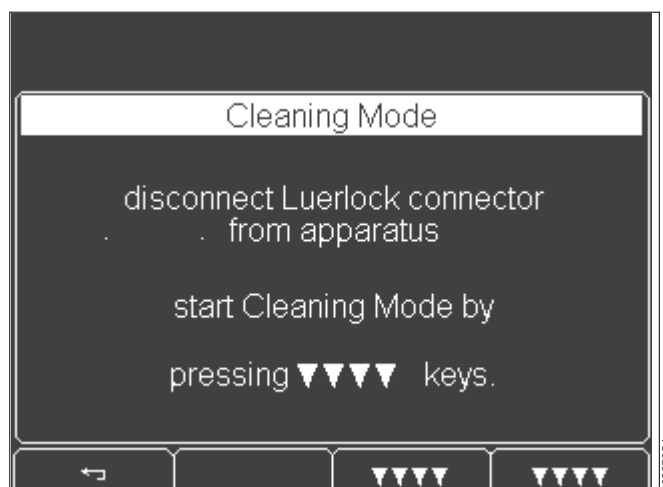 Cleaning Mode
disconnect Luerlock connector
from apparatus
start Cleaning Mode by
pressing ▼▼▼▼ keys.
▼▼▼▼ ▼▼▼▼